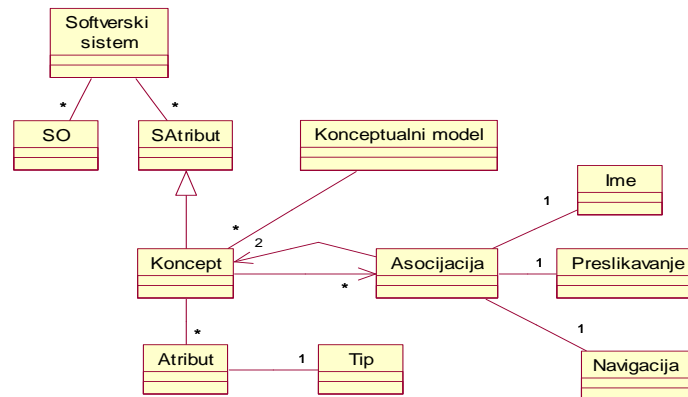 Softverski
sistem
*
*
SO
SAtribut
Konceptualni model
Ime
1
*
2
Koncept
Asocijacija
1
Preslikavanje
*
*
1
Atribut
1
Tip
Navigacija